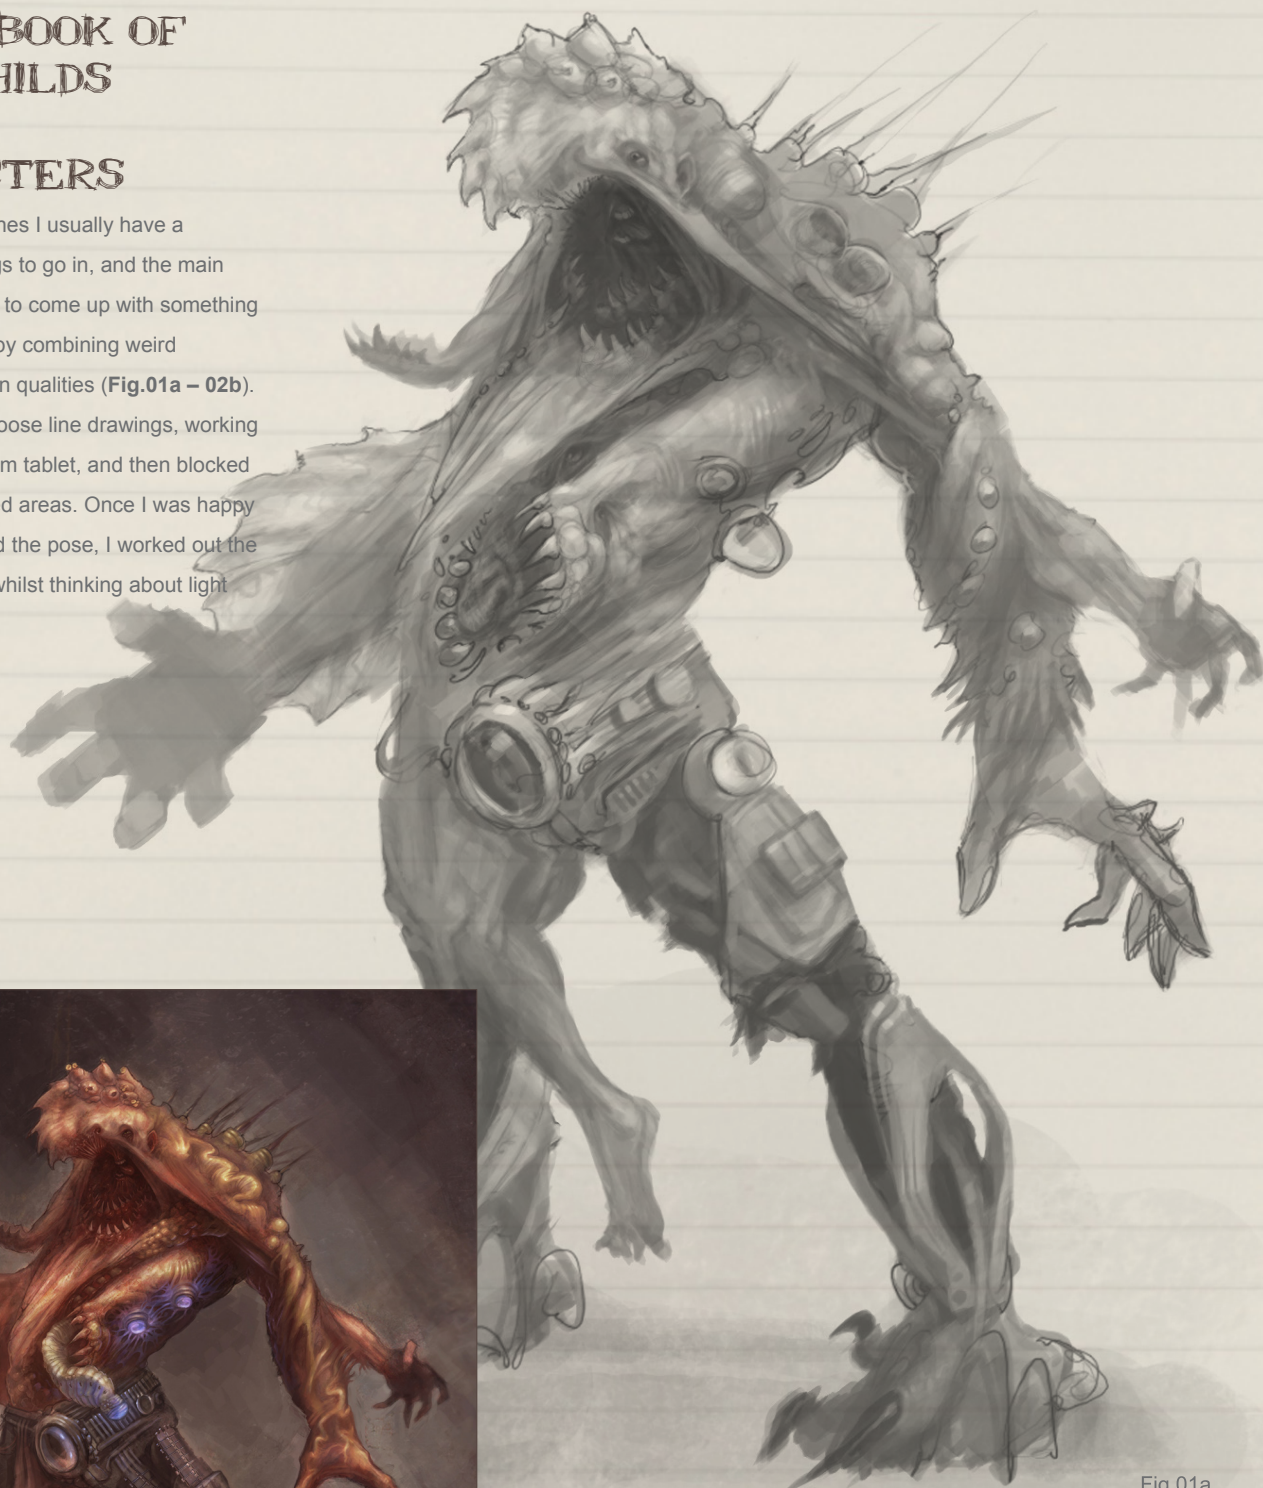 BOOK OF
HILDS
TERS
nes I usually have a
gs to go in, and the main
to come up with something
by combining weird
n qualities (Fig.01a – 02b).
oose line drawings, working
m tablet, and then blocked
d areas. Once I was happy
d the pose, I worked out the
whilst thinking about light
Fig.01a